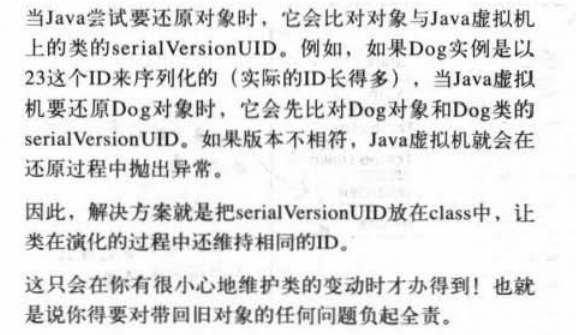 当Java尝试要还原对象时，它会比对对象与Java虚拟机
上的类的serialVersionUID。例如，如果Dog实例是以
23这个ID来序列化的（实际的ID长得多），当Java虚拟
机要还原Dog对象时，它会先比对Dog对象和Dog类的
serialVersionUID。如果版本不相符，Java虚拟机就会在
还原过程中抛出异常。
因此，解决方案就是把serialVersionUID放在class中，让
类在演化的过程中还维持相同的ID。
这只会在你有很小心地维护类的变动时才办得到！也就
是说你得要对带回旧对象的任何问题负起全责。